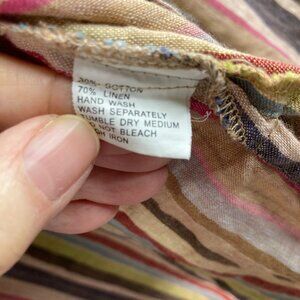 30% COTTON
70% LINEN
HAND WASH
WASH SEPARATELY
TUMBLE DRY MEDIUM
NOT BLEACH
IRON